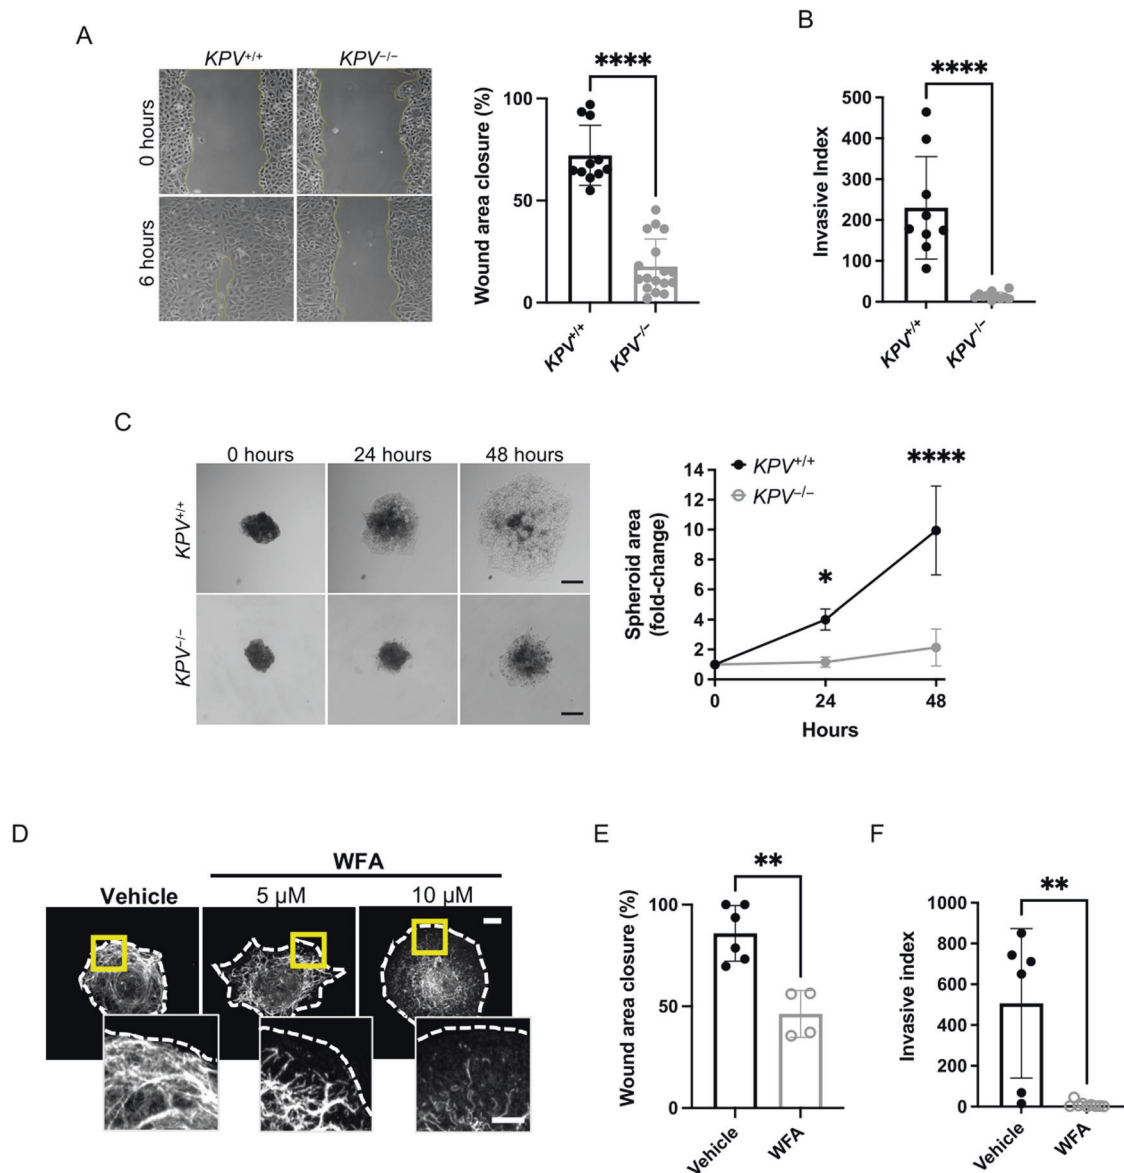 A
KPV+/+
KPV−/−
0 hours
6 hours
****
Wound area closure (%)
100
50
0
KPV+/+
KPV−/−
B
****
Invasive Index
500
400
300
200
100
0
KPV+/+
KPV−/−
C
0 hours
24 hours
48 hours
KPV+/+
KPV−/−
KPV+/+
KPV−/−
*
****
Spheroid area
(fold-change)
14
12
10
8
6
4
2
0
0
24
48
Hours
D
WFA
Vehicle
5 µM
10 µM
E
**
Wound area closure (%)
100
50
0
Vehicle
WFA
F
**
Invasive index
1000
800
600
400
200
0
Vehicle
WFA